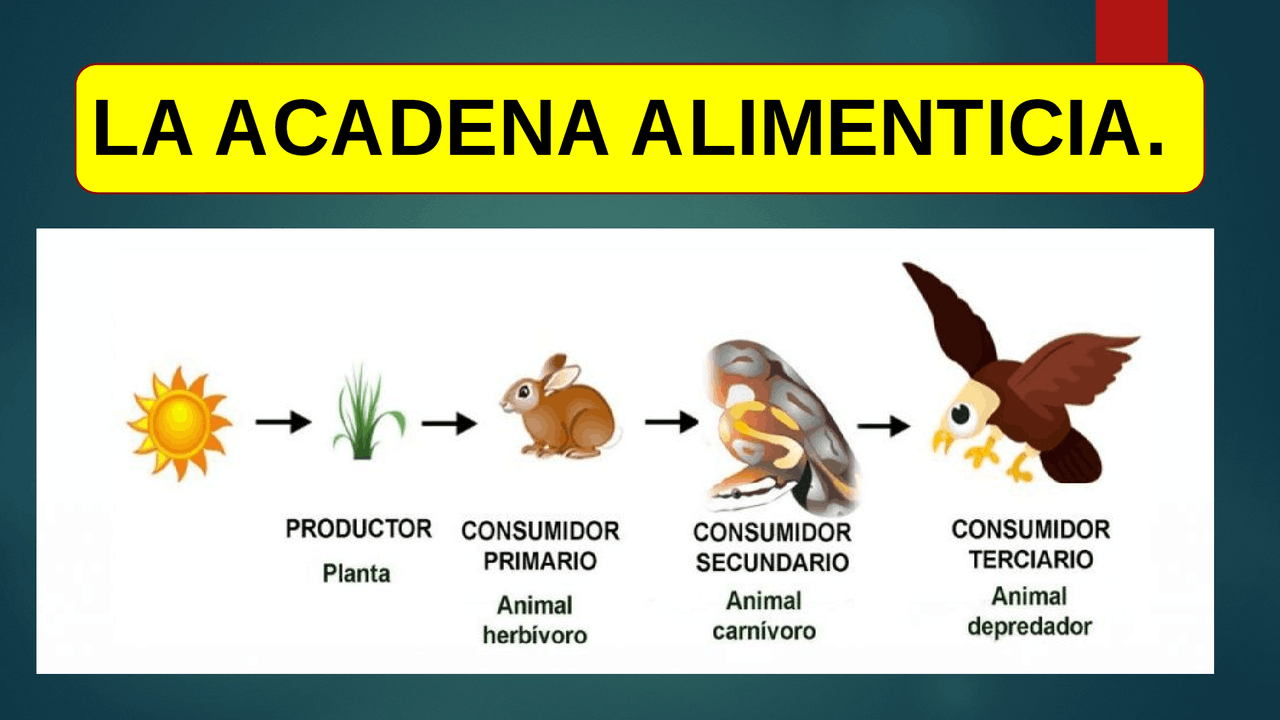 LA ACADENA ALIMENTICIA.
PRODUCTOR
Planta
CONSUMIDOR
PRIMARIO
Animal
herbívoro
CONSUMIDOR
SECUNDARIO
Animal
carnívoro
CONSUMIDOR
TERCIARIO
Animal
depredador